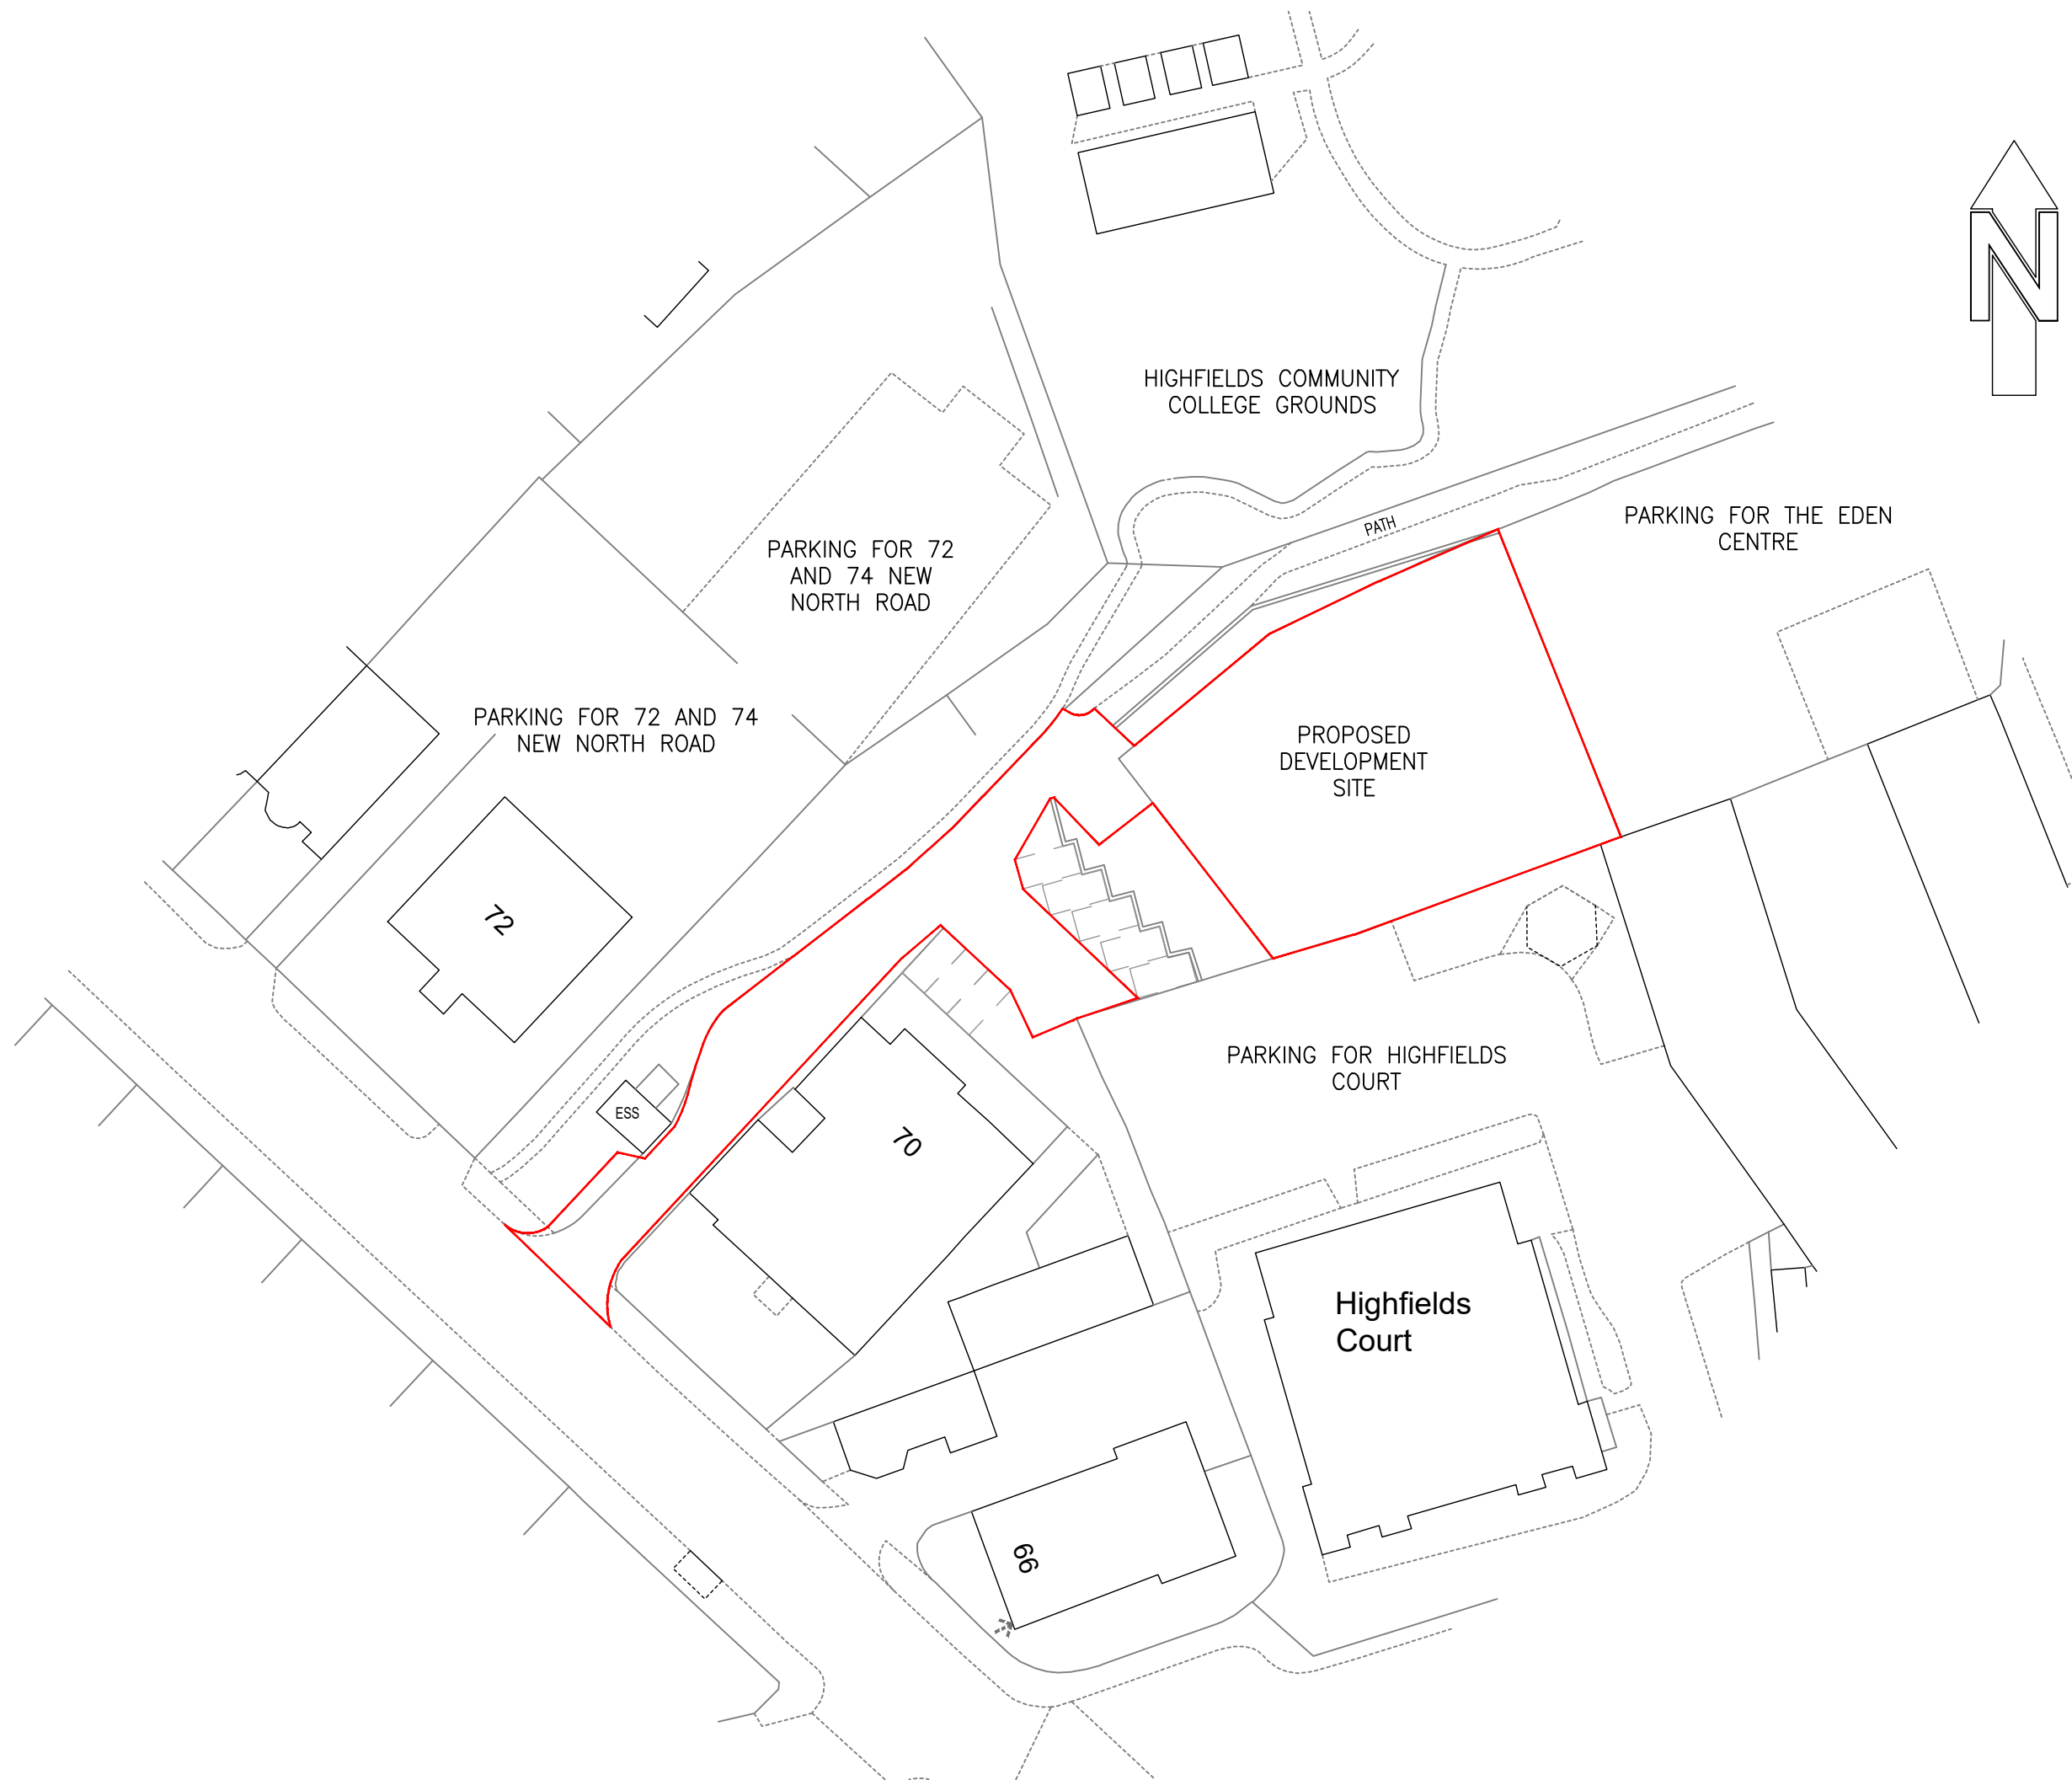 N
HIGHFIELDS COMMUNITY
COLLEGE GROUNDS
PATH
PARKING FOR THE EDEN
CENTRE
PARKING FOR 72
AND 74 NEW
NORTH ROAD
PARKING FOR 72 AND 74
NEW NORTH ROAD
PROPOSED
DEVELOPMENT
SITE
72
ESS
70
PARKING FOR HIGHFIELDS
COURT
Highfields
Court
66